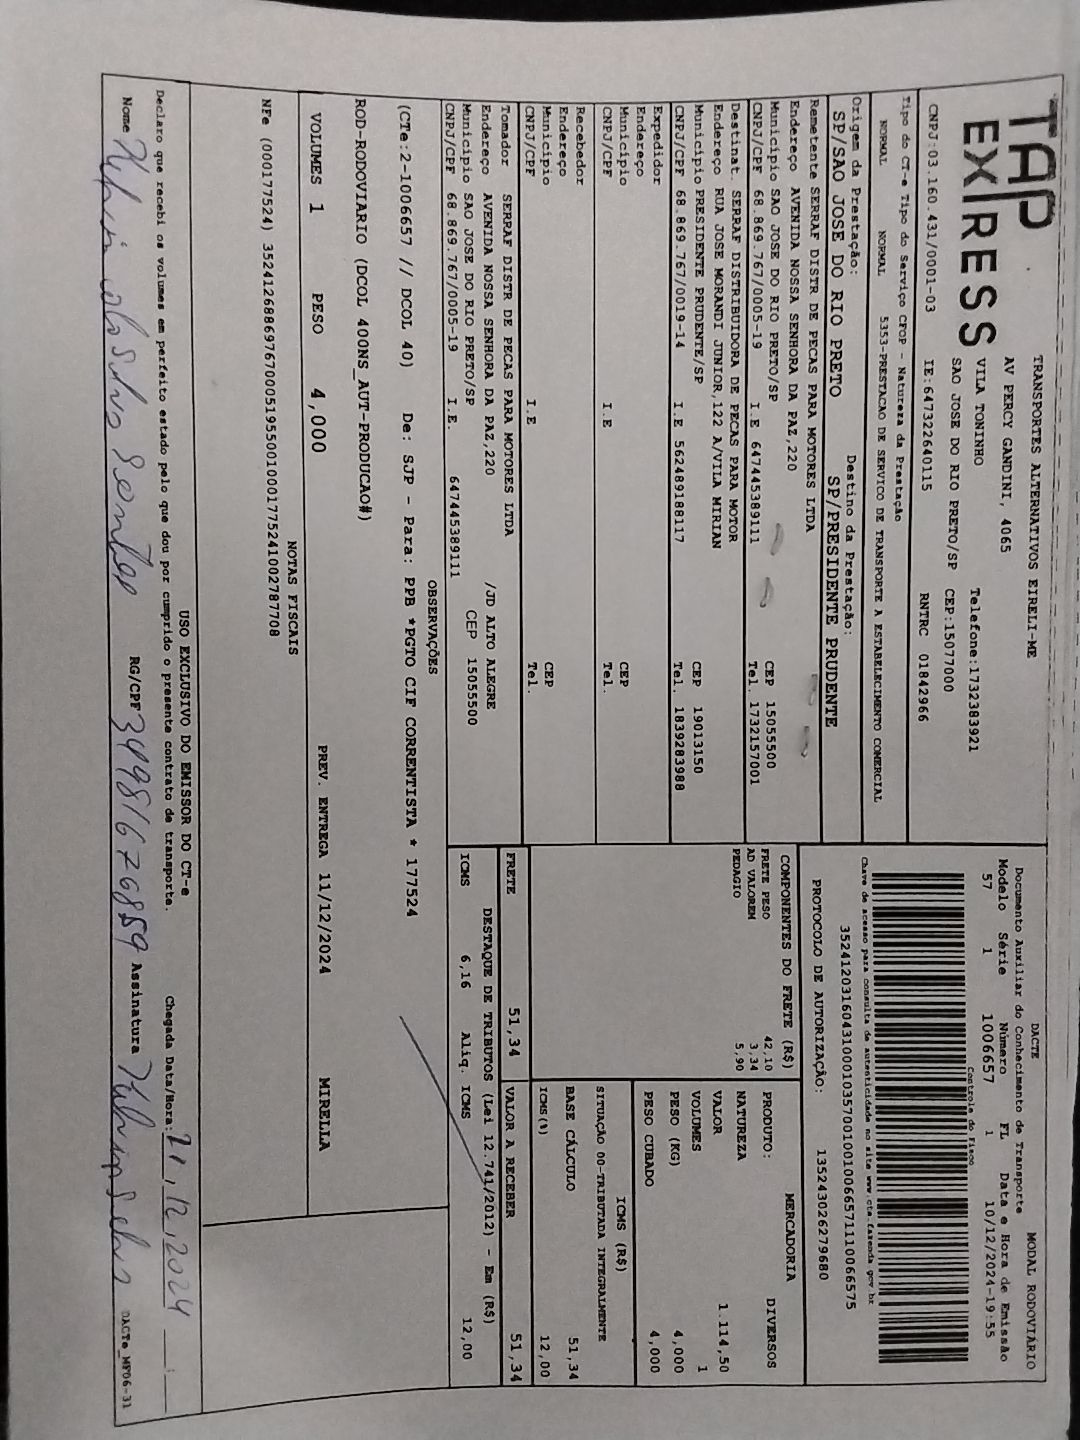 TAP
EXPRESS
TRANSPORTES ALTERNATIVOS EIRELI-ME
AV PERCY GANDINI, 4065
VILA TONINHO Telefone:1732383921
SAO JOSE DO RIO PRETO/SP CEP:15077000
CNPJ:03.160.431/0001-03 IE:647322640115 RNTRC 01842966
Tipo do CT-e Tipo do Serviço CFOP - Natureza da Prestação
NORMAL NORMAL 5353-PRESTACAO DE SERVICO DE TRANSPORTE A ESTABELECIMENTO COMERCIAL
Origem da Prestação: Destino da Prestação:
SP/SAO JOSE DO RIO PRETO SP/PRESIDENTE PRUDENTE
Remetente SERRAF DISTR DE PECAS PARA MOTORES LTDA
Endereço AVENIDA NOSSA SENHORA DA PAZ,220
Municipio SAO JOSE DO RIO PRETO/SP CEP 15055500
CNPJ/CPF 68.869.767/0005-19 I.E 647445389111 Tel. 1732157001
Destinat. SERRAF DISTRIBUIDORA DE PECAS PARA MOTOR
Endereço RUA JOSE MORANDI JUNIOR,122 A/VILA MIRIAN
Municipio PRESIDENTE PRUDENTE/SP CEP 19013150
CNPJ/CPF 68.869.767/0019-14 I.E 562489188117 Tel. 1839283988
Expedidor
Endereço
Municipio CEP
CNPJ/CPF I.E Tel.
Recebedor
Endereço
Municipio CEP
CNPJ/CPF I.E Tel.
Tomador SERRAF DISTR DE PECAS PARA MOTORES LTDA
Endereço AVENIDA NOSSA SENHORA DA PAZ,220 /JD ALTO ALEGRE
Municipio SAO JOSE DO RIO PRETO/SP CEP 15055500
CNPJ/CPF 68.869.767/0005-19 I.E. 647445389111
DACTE MODAL RODOVIÁRIO
Documento Auxiliar do Conhecimento de Transporte
Modelo Série Número FL Data e Hora de Emissão
57 1 1006657 1 10/12/2024-19:55
Controle do Fisco
Chave de acesso para consulta de autenticidade no site www.cte.fazenda.gov.br
35241203160431000103570010010066571110066575
PROTOCOLO DE AUTORIZAÇÃO: 135243026279680
COMPONENTES DO FRETE (R$)
FRETE PESO 42,10
AD VALOREM 3,34
PEDAGIO 5,90
MERCADORIA
PRODUTO: DIVERSOS
NATUREZA
VALOR 1.114,50
VOLUMES 1
PESO (KG) 4,000
PESO CUBADO 4,000
ICMS (R$)
SITUAÇÃO 00-TRIBUTADA INTEGRALMENTE
BASE CÁLCULO 51,34
ICMS (%) 12,00
FRETE 51,34 VALOR A RECEBER 51,34
DESTAQUE DE TRIBUTOS (Lei 12.741/2012) - Em (R$)
ICMS 6,16 Aliq. ICMS 12,00
OBSERVAÇÕES
(CTe:2-1006657 // DCOL 40) De: SJP - Para: PPB *PGTO CIF CORRENTISTA * 177524
ROD-RODOVIARIO (DCOL 400NS_AUT-PRODUCAO#)
VOLUMES 1 PESO 4,000 PREV. ENTREGA 11/12/2024 MIRELLA
NOTAS FISCAIS
NFe (000177524) 35241268869767000519550010001775241002787708
USO EXCLUSIVO DO EMISSOR DO CT-e
Declaro que recebi os volumes em perfeito estado pelo que dou por cumprido o presente contrato de transporte. Chegada Data/Hora: 11,12,2024 :
Nome RG/CPF 34981676859 Assinatura DACTe_MP06-31